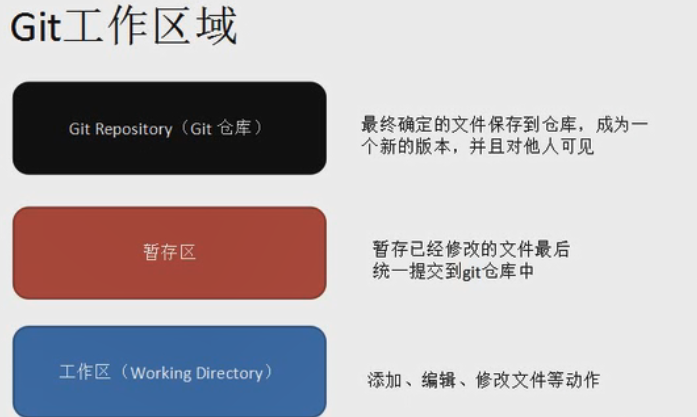 Git工作区域
Git Repository（Git 仓库）
最终确定的文件保存到仓库，成为一
个新的版本，并且对他人可见
暂存区
暂存已经修改的文件最后
统一提交到git仓库中
工作区（Working Directory）
添加、编辑、修改文件等动作